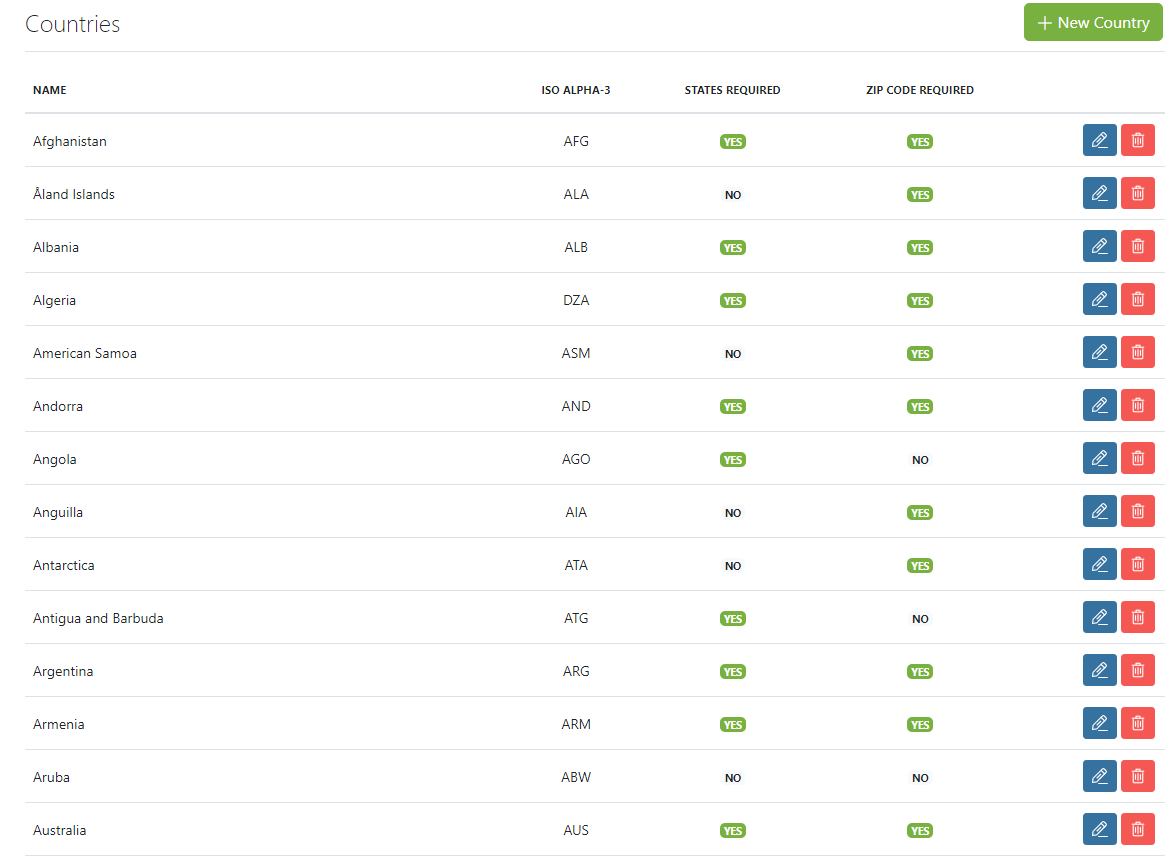 Countries
New Country
NAME ISO ALPHA-3 STATES REQUIRED ZIP CODE REQUIRED
Afghanistan AFG YES YES
Åland Islands ALA NO YES
Albania ALB YES YES
Algeria DZA YES YES
American Samoa ASM NO YES
Andorra AND YES YES
Angola AGO YES NO
Anguilla AIA NO YES
Antarctica ATA NO YES
Antigua and Barbuda ATG YES NO
Argentina ARG YES YES
Armenia ARM YES YES
Aruba ABW NO NO
Australia AUS YES YES